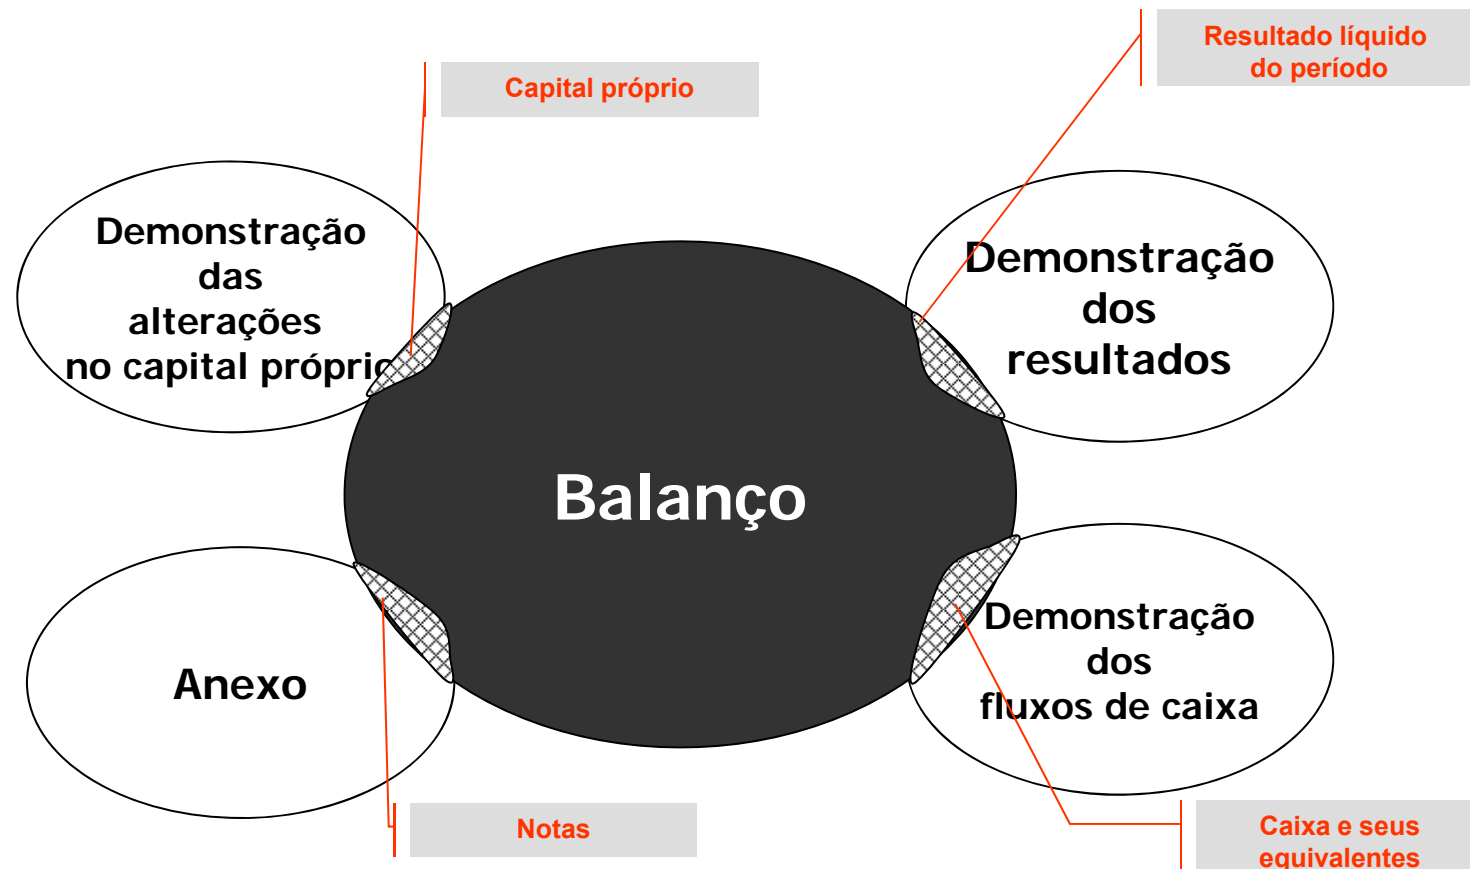 Resultado líquido
do período
Capital próprio
Demonstração
das
alterações
no capital próprio
Demonstração
dos
resultados
Balanço
Anexo
Demonstração
dos
fluxos de caixa
Notas
Caixa e seus
equivalentes